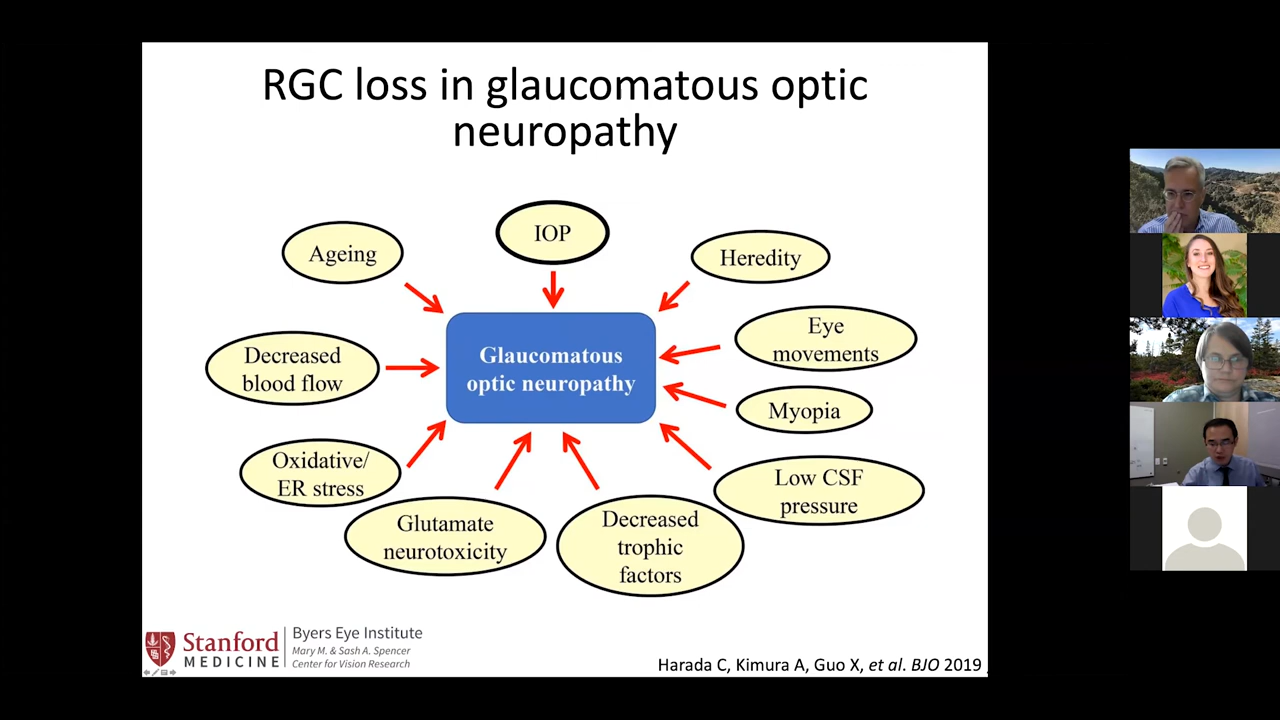 RGC loss in glaucomatous optic
neuropathy
IOP
Ageing
Heredity
Eye
movements
Decreased
blood flow
Glaucomatous
optic neuropathy
Myopia
Oxidative/
ER stress
Low CSF
pressure
Glutamate
neurotoxicity
Decreased
trophic
factors
Stanford
MEDICINE
Byers Eye Institute
Mary M. & Sash A. Spencer
Center for Vision Research
Harada C, Kimura A, Guo X, et al. BJO 2019